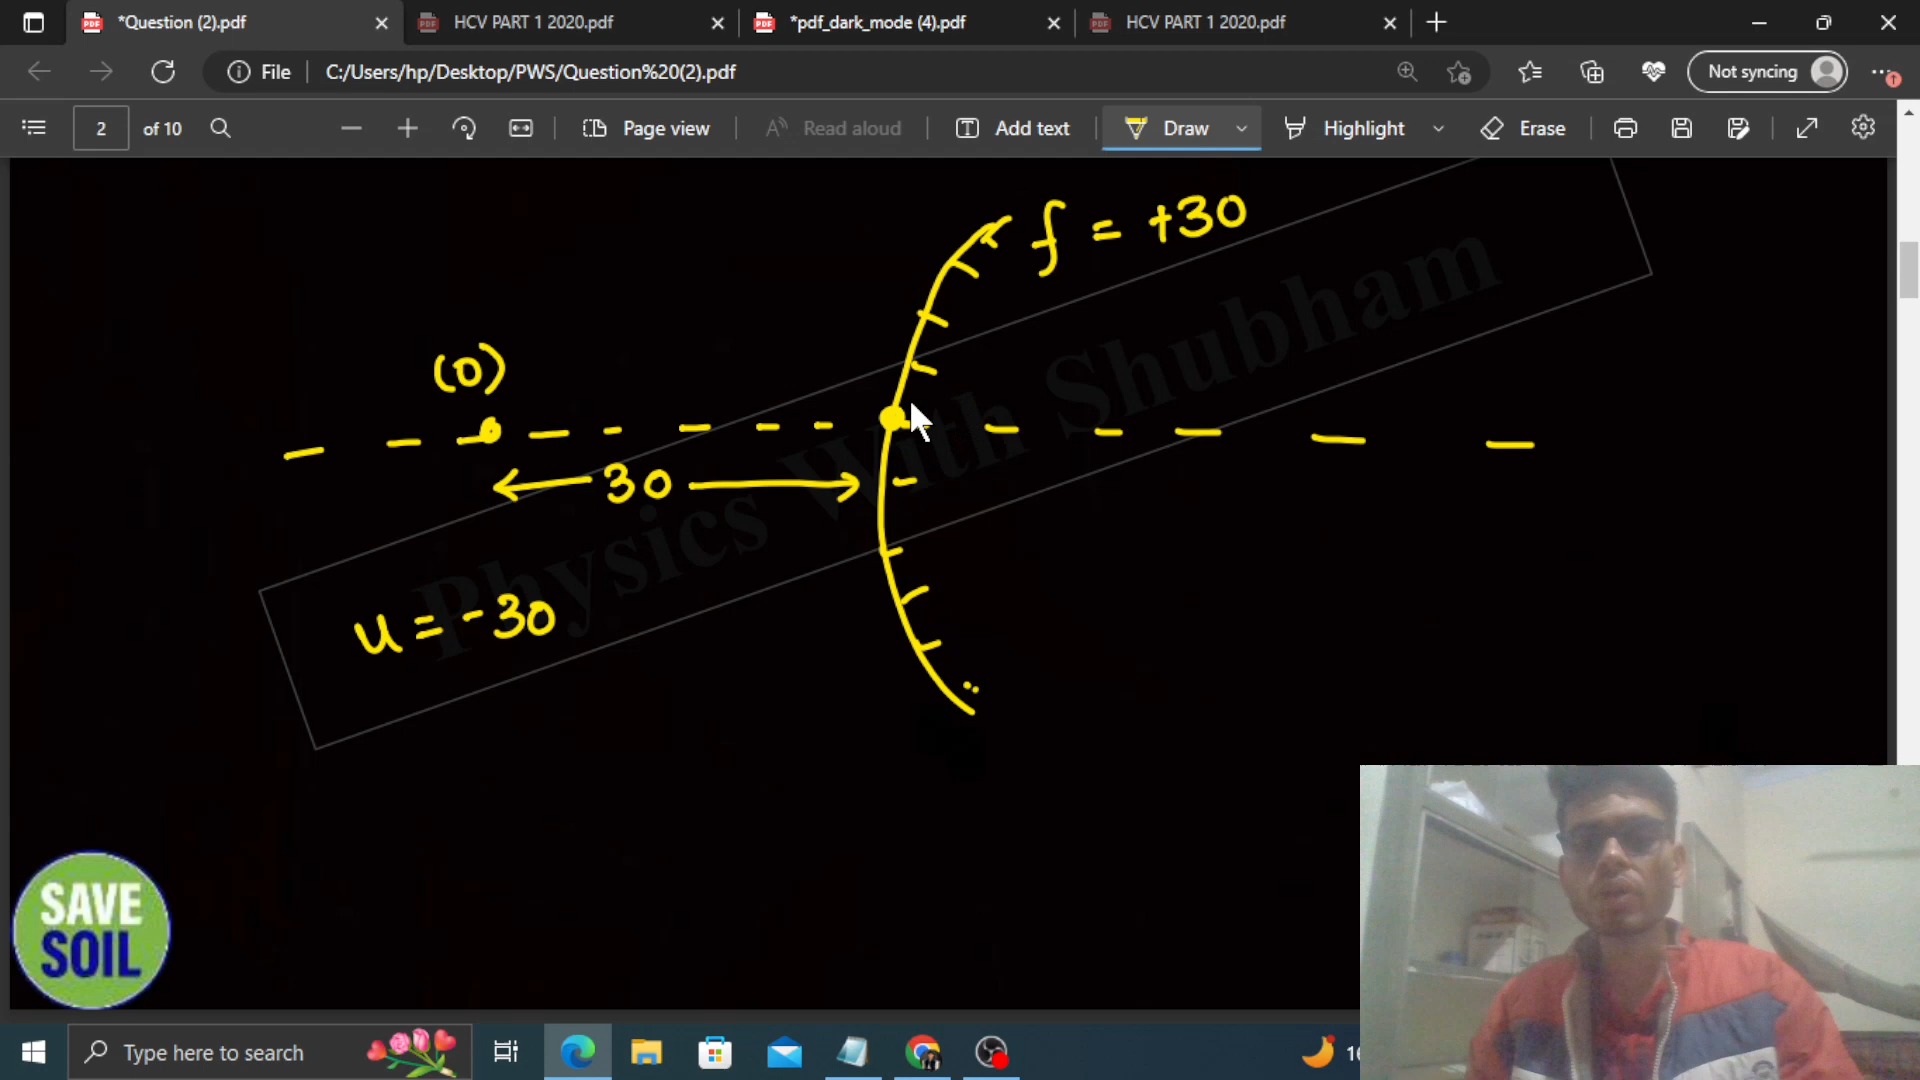 *Question (2).pdf
HCV PART 1 2020.pdf
*pdf_dark_mode (4).pdf
HCV PART 1 2020.pdf
File
C:/Users/hp/Desktop/PWS/Question%20(2).pdf
Not syncing
2 of 10
Page view
Read aloud
Add text
Draw
Highlight
Erase
f = +30
(O)
30
u = -30
Physics With Shubham
SAVE
SOIL
Type here to search